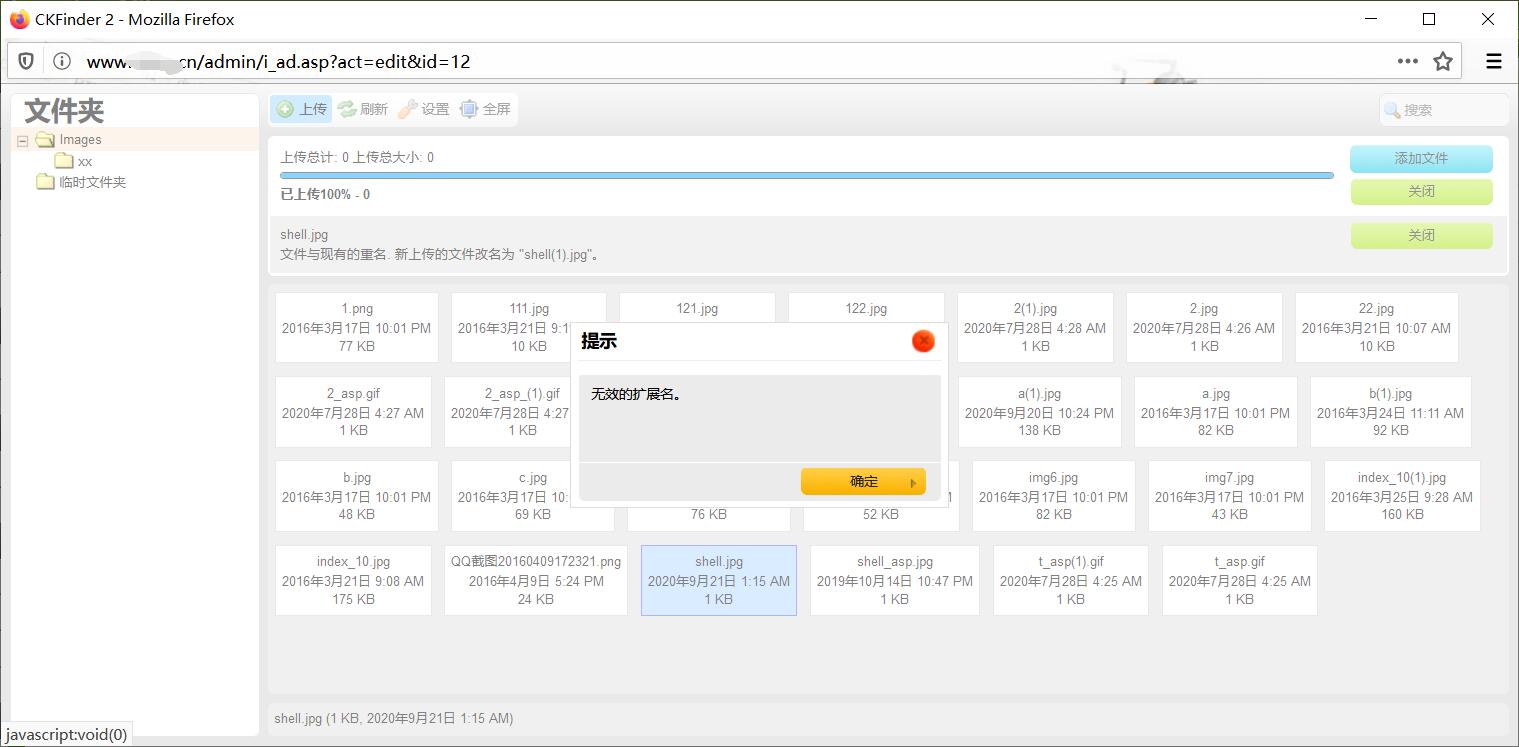 CKFinder 2 - Mozilla Firefox
www. cn/admin/i_ad.asp?act=edit&id=12
文件夹
Images
xx
临时文件夹
上传 刷新 设置 全屏 搜索
上传总计: 0 上传总大小: 0
添加文件
已上传100% - 0
关闭
shell.jpg
关闭
文件与现有的重名. 新上传的文件改名为 "shell(1).jpg"。
1.png 111.jpg 121.jpg 122.jpg 2(1).jpg 2.jpg 22.jpg
2016年3月17日 10:01 PM 2016年3月21日 9:1 2020年7月28日 4:28 AM 2020年7月28日 4:26 AM 2016年3月21日 10:07 AM
77 KB 10 KB 1 KB 1 KB 10 KB
提示
无效的扩展名。
确定
2_asp.gif 2_asp_(1).gif a(1).jpg a.jpg b(1).jpg
2020年7月28日 4:27 AM 2020年7月28日 4:27 2020年9月20日 10:24 PM 2016年3月17日 10:01 PM 2016年3月24日 11:11 AM
1 KB 1 KB 138 KB 82 KB 92 KB
b.jpg c.jpg img6.jpg img7.jpg index_10(1).jpg
2016年3月17日 10:01 PM 2016年3月17日 10: 2016年3月17日 10:01 PM 2016年3月17日 10:01 PM 2016年3月25日 9:28 AM
48 KB 69 KB 76 KB 52 KB 82 KB 43 KB 160 KB
index_10.jpg QQ截图20160409172321.png shell.jpg shell_asp.jpg t_asp(1).gif t_asp.gif
2016年3月21日 9:08 AM 2016年4月9日 5:24 PM 2020年9月21日 1:15 AM 2019年10月14日 10:47 PM 2020年7月28日 4:25 AM 2020年7月28日 4:25 AM
175 KB 24 KB 1 KB 1 KB 1 KB 1 KB
shell.jpg (1 KB, 2020年9月21日 1:15 AM)
javascript:void(0)